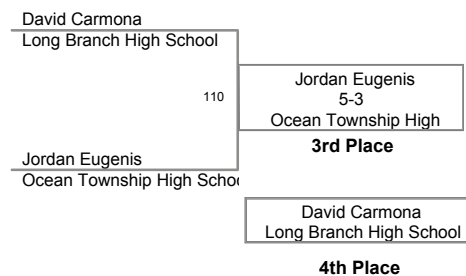 David Carmona
Long Branch High School
110
Jordan Eugenis
5-3
Ocean Township High
3rd Place
Jordan Eugenis
Ocean Township High Schoo
David Carmona
Long Branch High School
4th Place